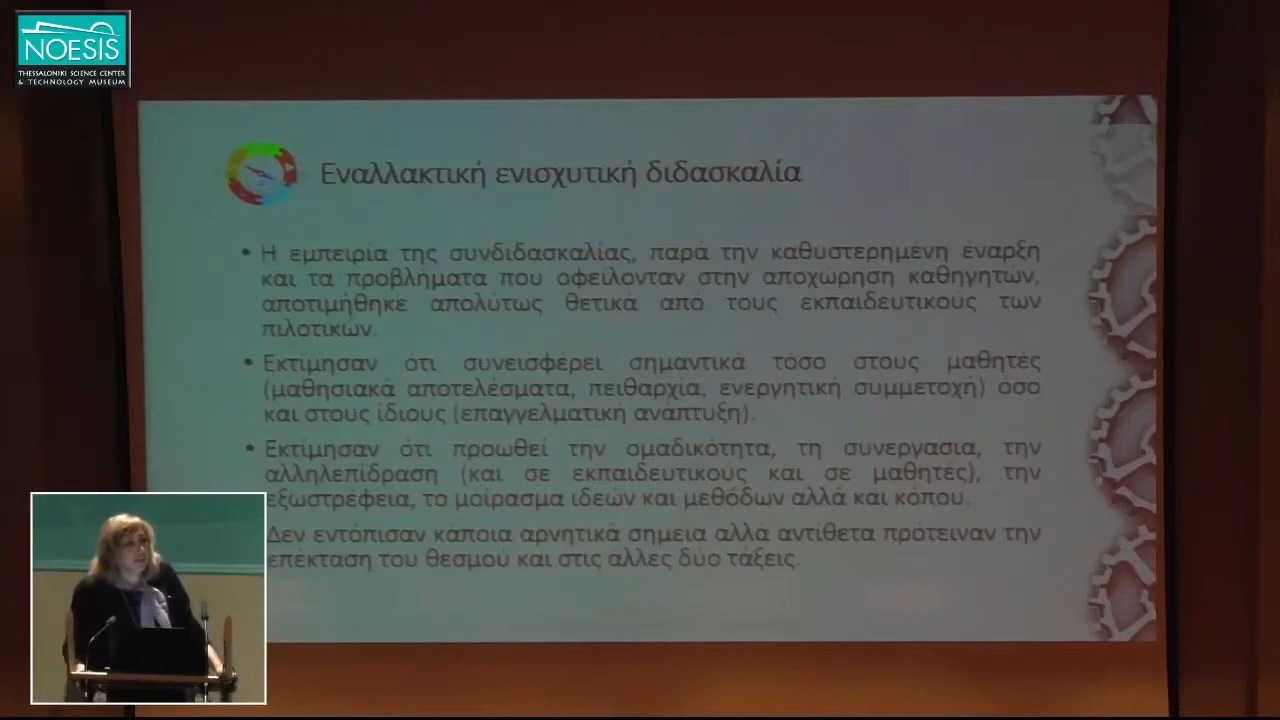 NOESIS
THESSALONIKI SCIENCE CENTER
& TECHNOLOGY MUSEUM
Εναλλακτική ενισχυτική διδασκαλία
• Η εμπειρία της συνδιδασκαλίας, παρά την καθυστερημένη έναρξη
και τα προβλήματα που οφείλονταν στην αποχώρηση καθηγητών,
αποτιμήθηκε απολύτως θετικά από τους εκπαιδευτικους των
πιλοτικών.
• Εκτίμησαν ότι συνεισφέρει σημαντικά τόσο στους μαθητές
(μαθησιακά αποτελέσματα, πειθαρχία, ενεργητική συμμετοχή) όσο
και στους ίδιους (επαγγελματική ανάπτυξη).
• Εκτίμησαν ότι προωθεί την ομαδικότητα, τη συνεργασια, την
αλληλεπίδραση (και σε εκπαιδευτικούς και σε μαθητές), την
εξωστρέφεια, το μοίρασμα ιδεών και μεθόδων αλλά και κόπου.
Δεν εντόπισαν κάποια αρνητικά σημεια αλλά αντίθετα πρότειναν την
επέκταση του θεσμού και στις άλλες δύο τάξεις.